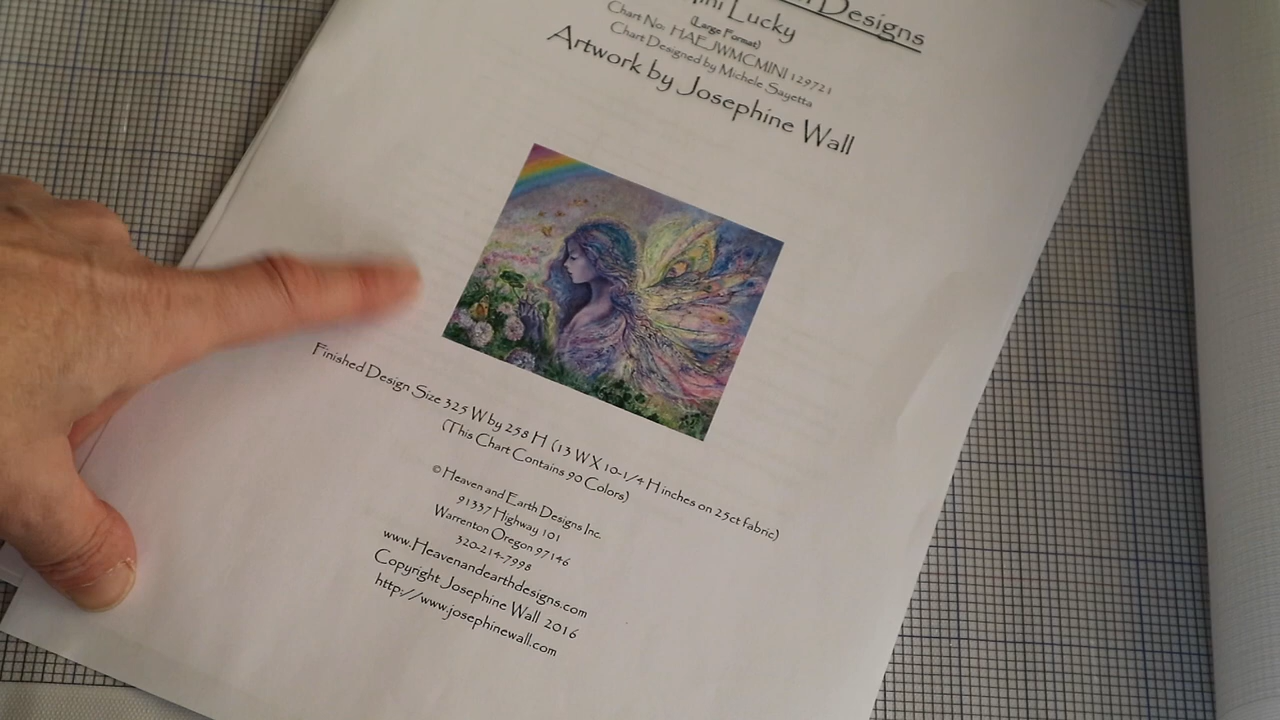 Designs
Lucky
(Large Format)
Chart No: HAEJWMCMINI 129721
Chart Designed by Michele Sayetta
Artwork by Josephine Wall
Finished Design Size 325 W by 258 H (13 W X 10-1/4 H inches on 25ct fabric)
(This Chart Contains 90 Colors)
© Heaven and Earth Designs Inc.
91337 Highway 101
Warrenton Oregon 97146
320-214-7998
www.Heavenandearthdesigns.com
Copyright Josephine Wall 2016
http://www.josephinewall.com